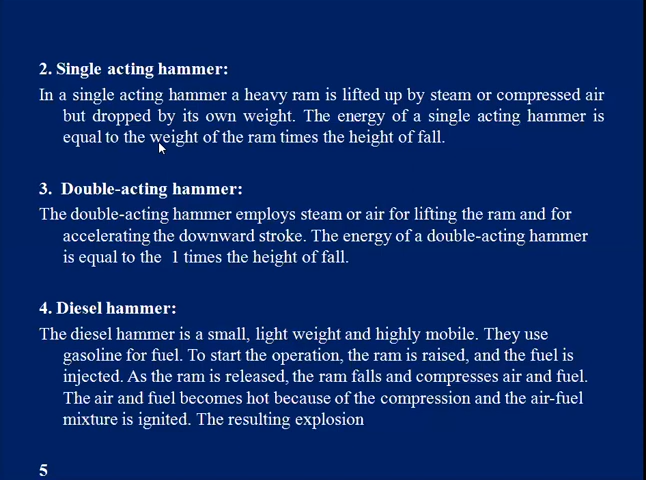 2. Single acting hammer:
In a single acting hammer a heavy ram is lifted up by steam or compressed air
but dropped by its own weight. The energy of a single acting hammer is
equal to the weight of the ram times the height of fall.
3. Double-acting hammer:
The double-acting hammer employs steam or air for lifting the ram and for
accelerating the downward stroke. The energy of a double-acting hammer
is equal to the 1 times the height of fall.
4. Diesel hammer:
The diesel hammer is a small, light weight and highly mobile. They use
gasoline for fuel. To start the operation, the ram is raised, and the fuel is
injected. As the ram is released, the ram falls and compresses air and fuel.
The air and fuel becomes hot because of the compression and the air-fuel
mixture is ignited. The resulting explosion
5